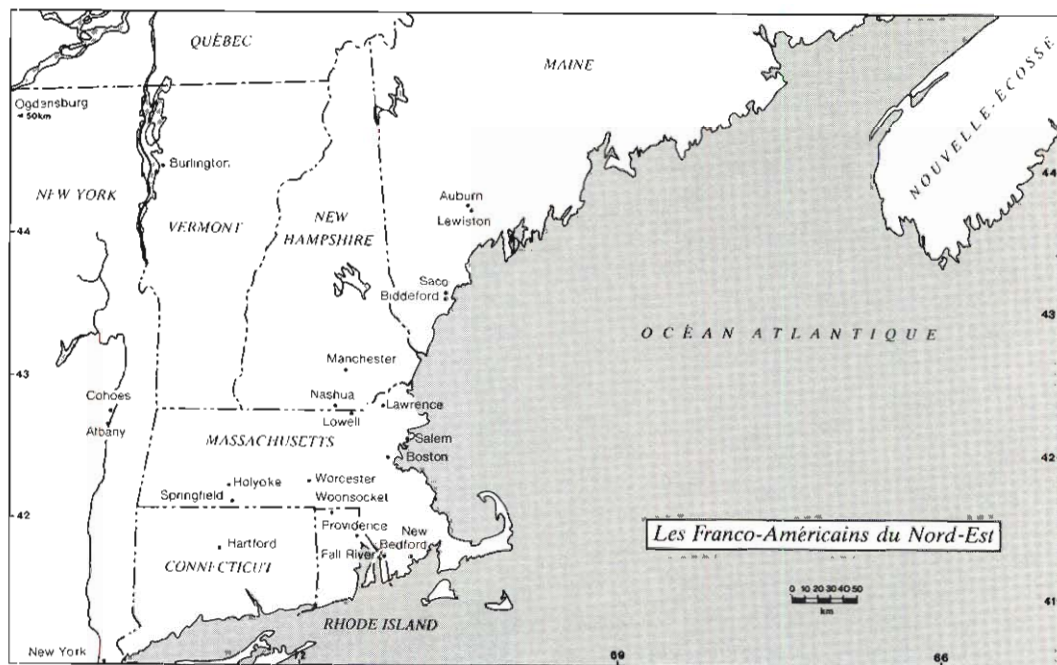 QUÉBEC
MAINE
NOUVELLE-ÉCOSSE
Ogdensburg
50km
Burlington
44
NEW YORK
VERMONT
NEW
HAMPSHIRE
Auburn
Lewiston
44
Saco
Biddeford
43
OCÉAN ATLANTIQUE
43
Manchester
Cohoes
Nashua
Lawrence
Lowell
Albany
MASSACHUSETTS
Salem
Boston
42
Holyoke
Worcester
Springfield
Woonsocket
42
Providence
New
Bedford
Fall River
Hartford
CONNECTICUT
Les Franco-Américains du Nord-Est
0 10 20 30 40 50
km
41
RHODE ISLAND
New York
72
69
66